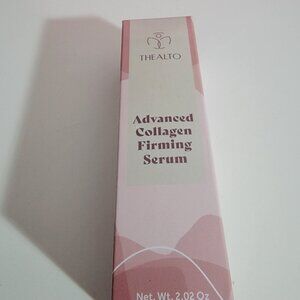 THEALTO
Advanced
Collagen
Firming
Serum
Net. Wt. 2.02 Oz